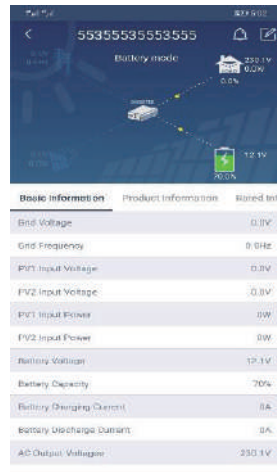 55355535553555
Battery mode
230.1V
0.0W
0.0%
12.1V
70.0%
Basic Information Product Information Rated Inf
Grid Voltage 0.0V
Grid Frequency 0.0Hz
PV1 Input Voltage 0.0V
PV2 Input Voltage 0.0V
PV1 Input Power 0W
PV2 Input Power 0W
Battery Voltage 12.1V
Battery Capacity 70%
Battery Charging Current 0A
Battery Discharge Current 0A
AC Output Voltage 230.1V